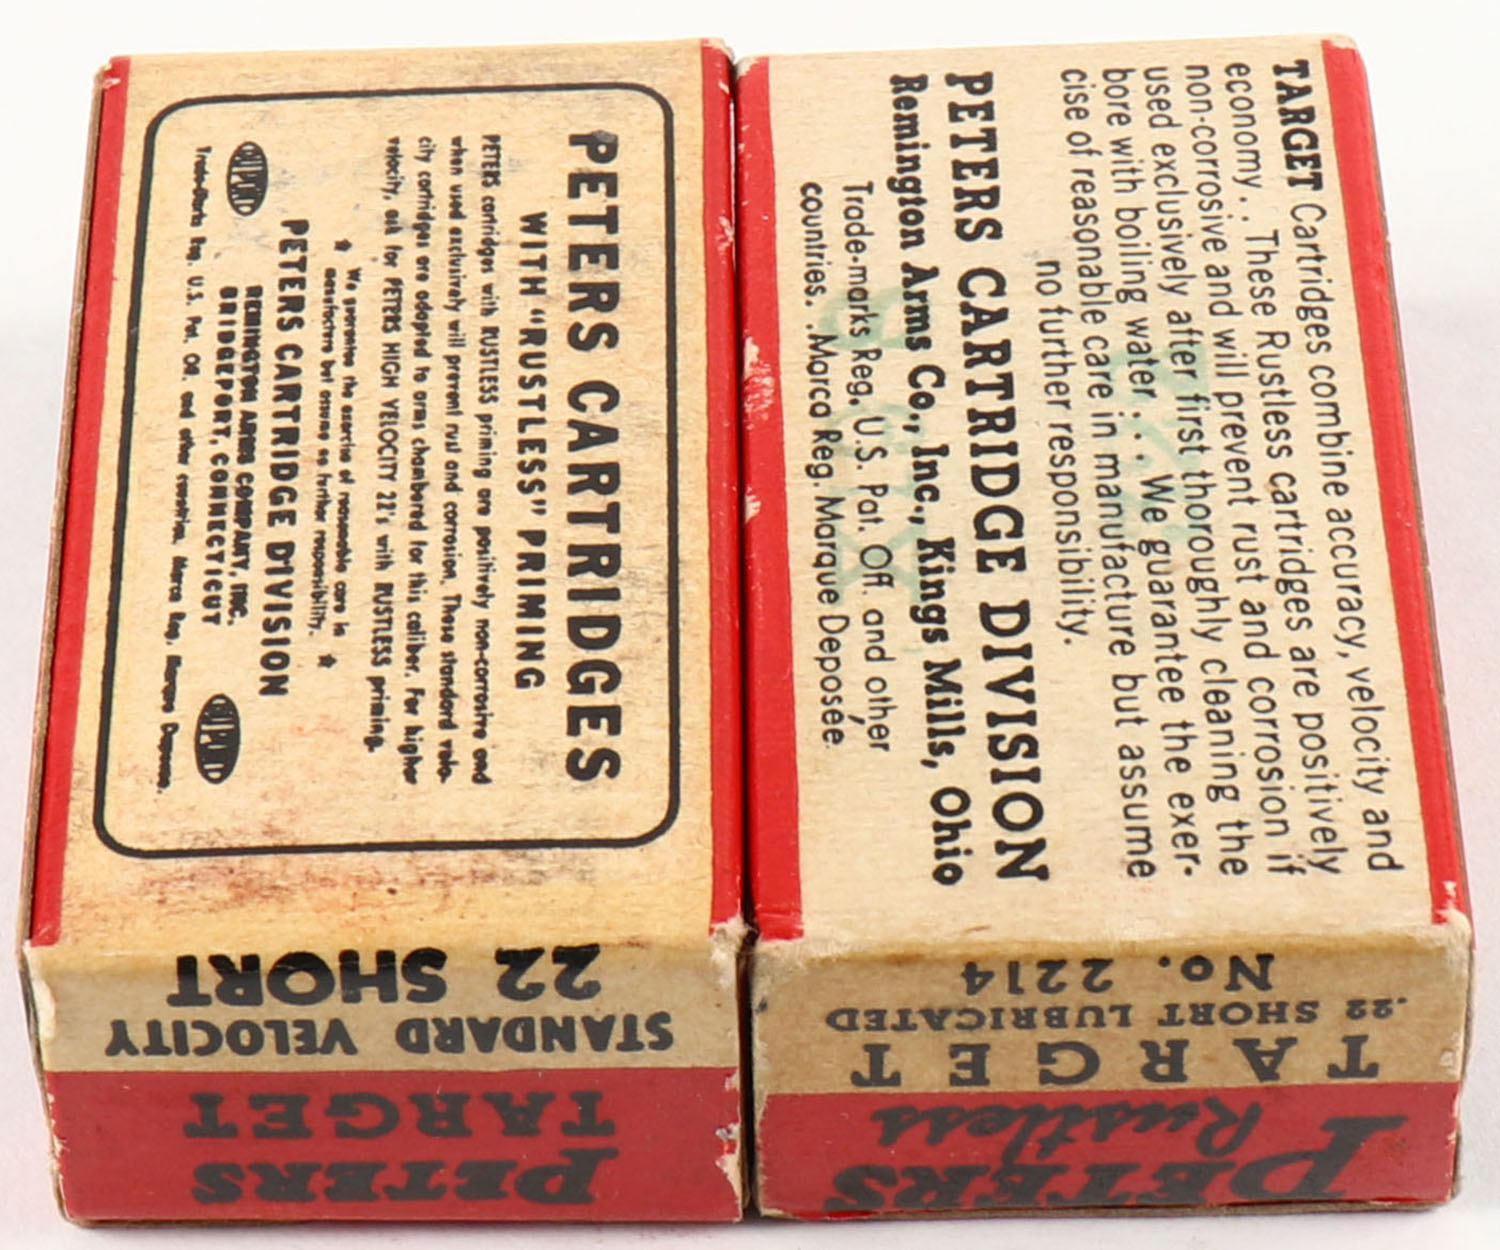 PETERS CARTRIDGES
WITH "RUSTLESS" PRIMING
PETERS cartridges with RUSTLESS priming are positively non-corrosive and
when used exclusively will prevent rust and corrosion. These standard velo-
city cartridges are adapted to arms chambered for this caliber. For higher
velocity, ask for PETERS HIGH VELOCITY 22's with RUSTLESS priming.
★ We guarantee the exercise of reasonable care in
manufacture but assume no further responsibility. ★
PETERS CARTRIDGE DIVISION
REMINGTON ARMS COMPANY, INC.
BRIDGEPORT, CONNECTICUT
DU PONT
DU PONT
Trade-Marks Reg. U.S. Pat. Off. and other countries. Marca Reg. Marque Deposee.
22 SHORT
STANDARD VELOCITY
TARGET
PETERS
TARGET Cartridges combine accuracy, velocity and
economy . . These Rustless cartridges are positively
non-corrosive and will prevent rust and corrosion if
used exclusively after first thoroughly cleaning the
bore with boiling water . . . We guarantee the exer-
cise of reasonable care in manufacture but assume
no further responsibility.
PETERS CARTRIDGE DIVISION
Remington Arms Co., Inc., Kings Mills, Ohio
Trade-marks Reg. U.S. Pat. Off. and other
countries. .Marca Reg. Marque Deposée.
No. 2214
.22 SHORT LUBRICATED
TARGET
Rustless
PETERS